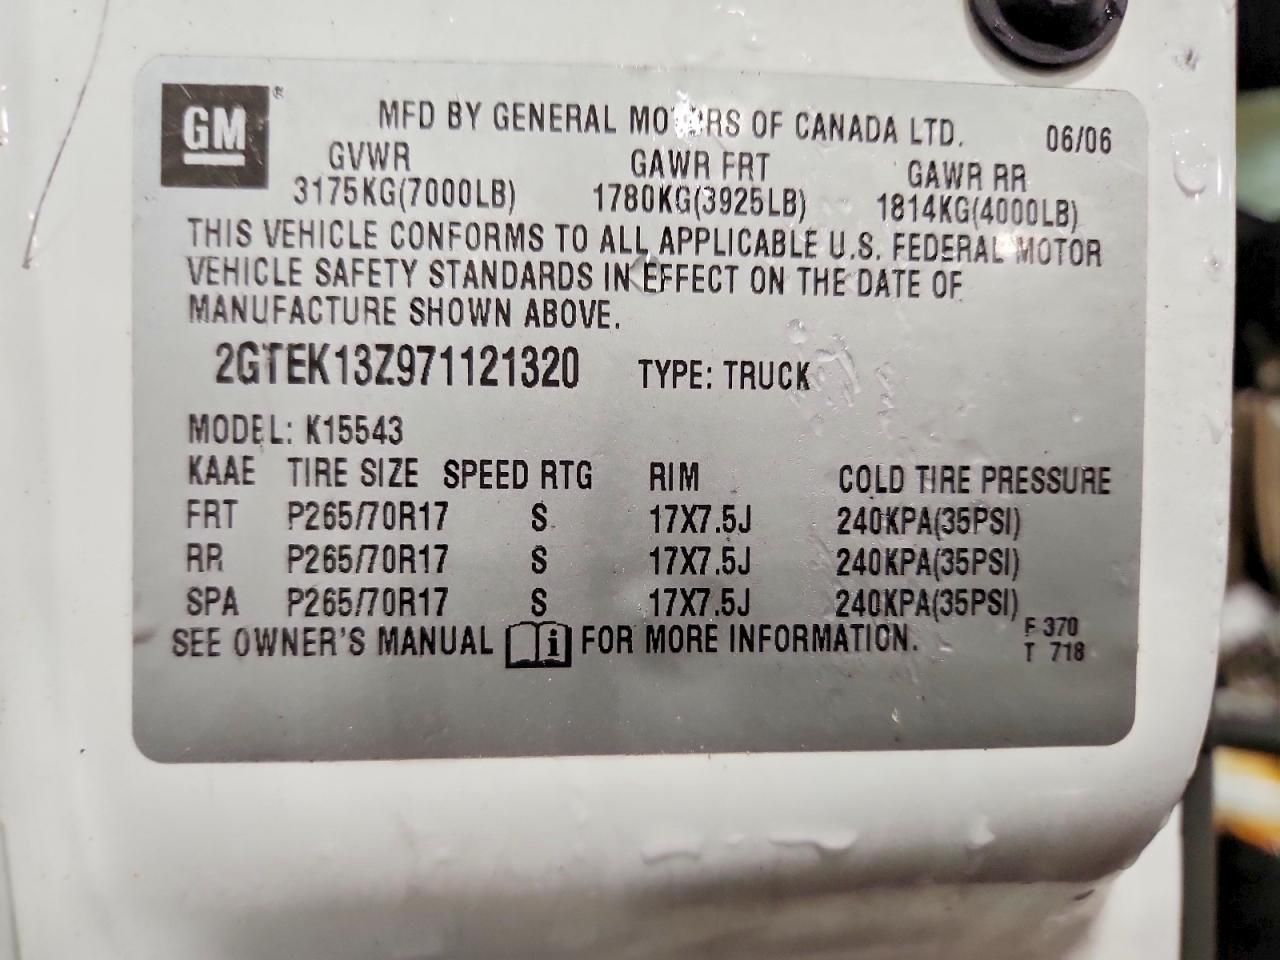 GM®
MFD BY GENERAL MOTORS OF CANADA LTD. 06/06
GVWR GAWR FRT GAWR RR
3175KG(7000LB) 1780KG(3925LB) 1814KG(4000LB)
THIS VEHICLE CONFORMS TO ALL APPLICABLE U.S. FEDERAL MOTOR
VEHICLE SAFETY STANDARDS IN EFFECT ON THE DATE OF
MANUFACTURE SHOWN ABOVE.
2GTEK13Z971121320 TYPE: TRUCK
MODEL: K15543
KAAE TIRE SIZE SPEED RTG RIM COLD TIRE PRESSURE
FRT P265/70R17 S 17X7.5J 240KPA(35PSI)
RR P265/70R17 S 17X7.5J 240KPA(35PSI)
SPA P265/70R17 S 17X7.5J 240KPA(35PSI)
SEE OWNER'S MANUAL i FOR MORE INFORMATION.
F 370
T 718